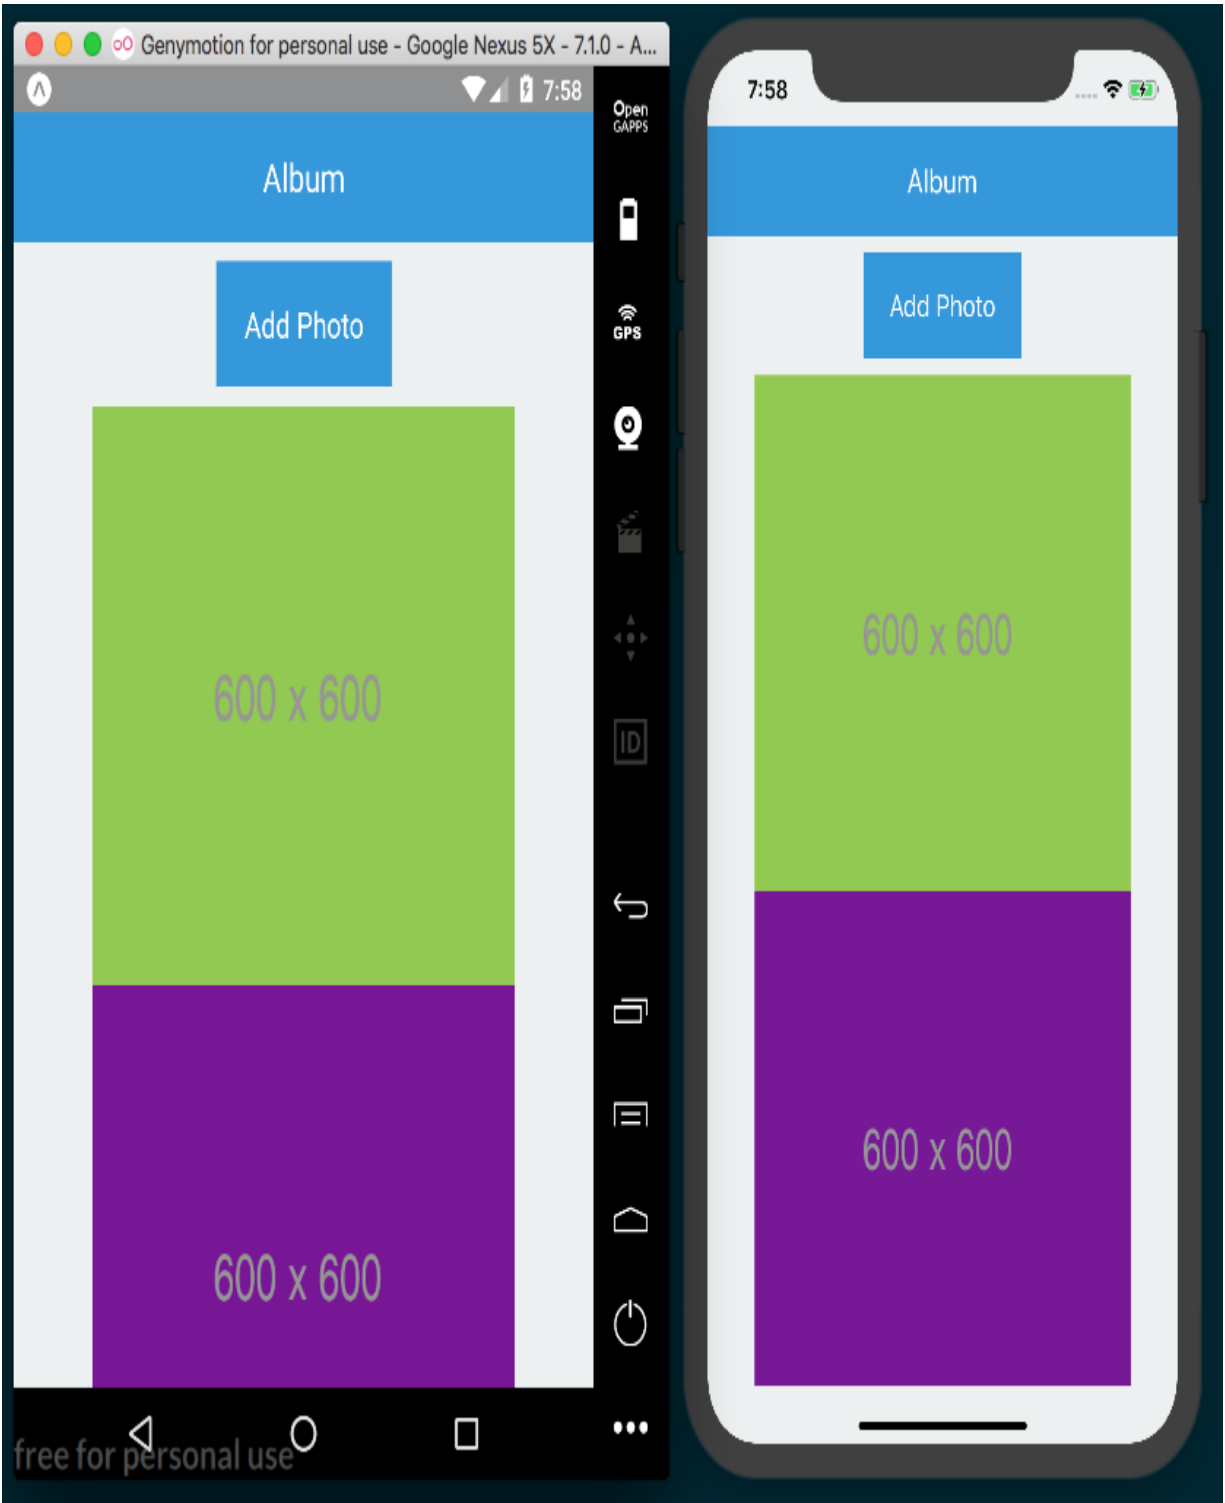 Genymotion for personal use - Google Nexus 5X - 7.1.0 - A...
7:58
Open
GAPPS
Album
Add Photo
GPS
600 x 600
ID
600 x 600
free for personal use
7:58
Album
Add Photo
600 x 600
600 x 600